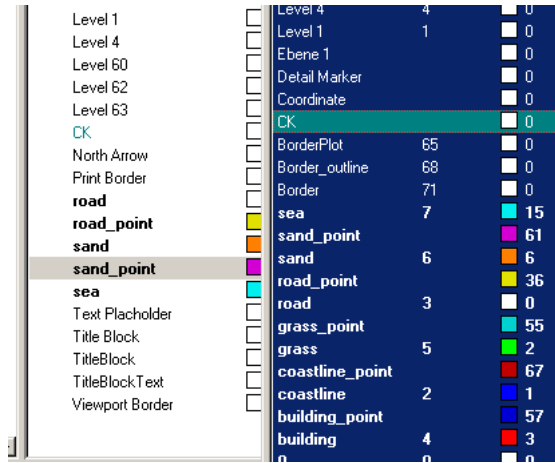 Level 1
Level 4
Level 60
Level 62
Level 63
CK
North Arrow
Print Border
road
road_point
sand
sand_point
sea
Text Placholder
Title Block
TitleBlock
TitleBlockText
Viewport Border
Level 4 4 0
Level 1 1 0
Ebene 1 0
Detail Marker 0
Coordinate 0
CK 0
BorderPlot 65 0
Border_outline 68 0
Border 71 0
sea 7 15
sand_point 61
sand 6 6
road_point 36
road 3 0
grass_point 55
grass 5 2
coastline_point 67
coastline 2 1
building_point 57
building 4 3
0 0 0